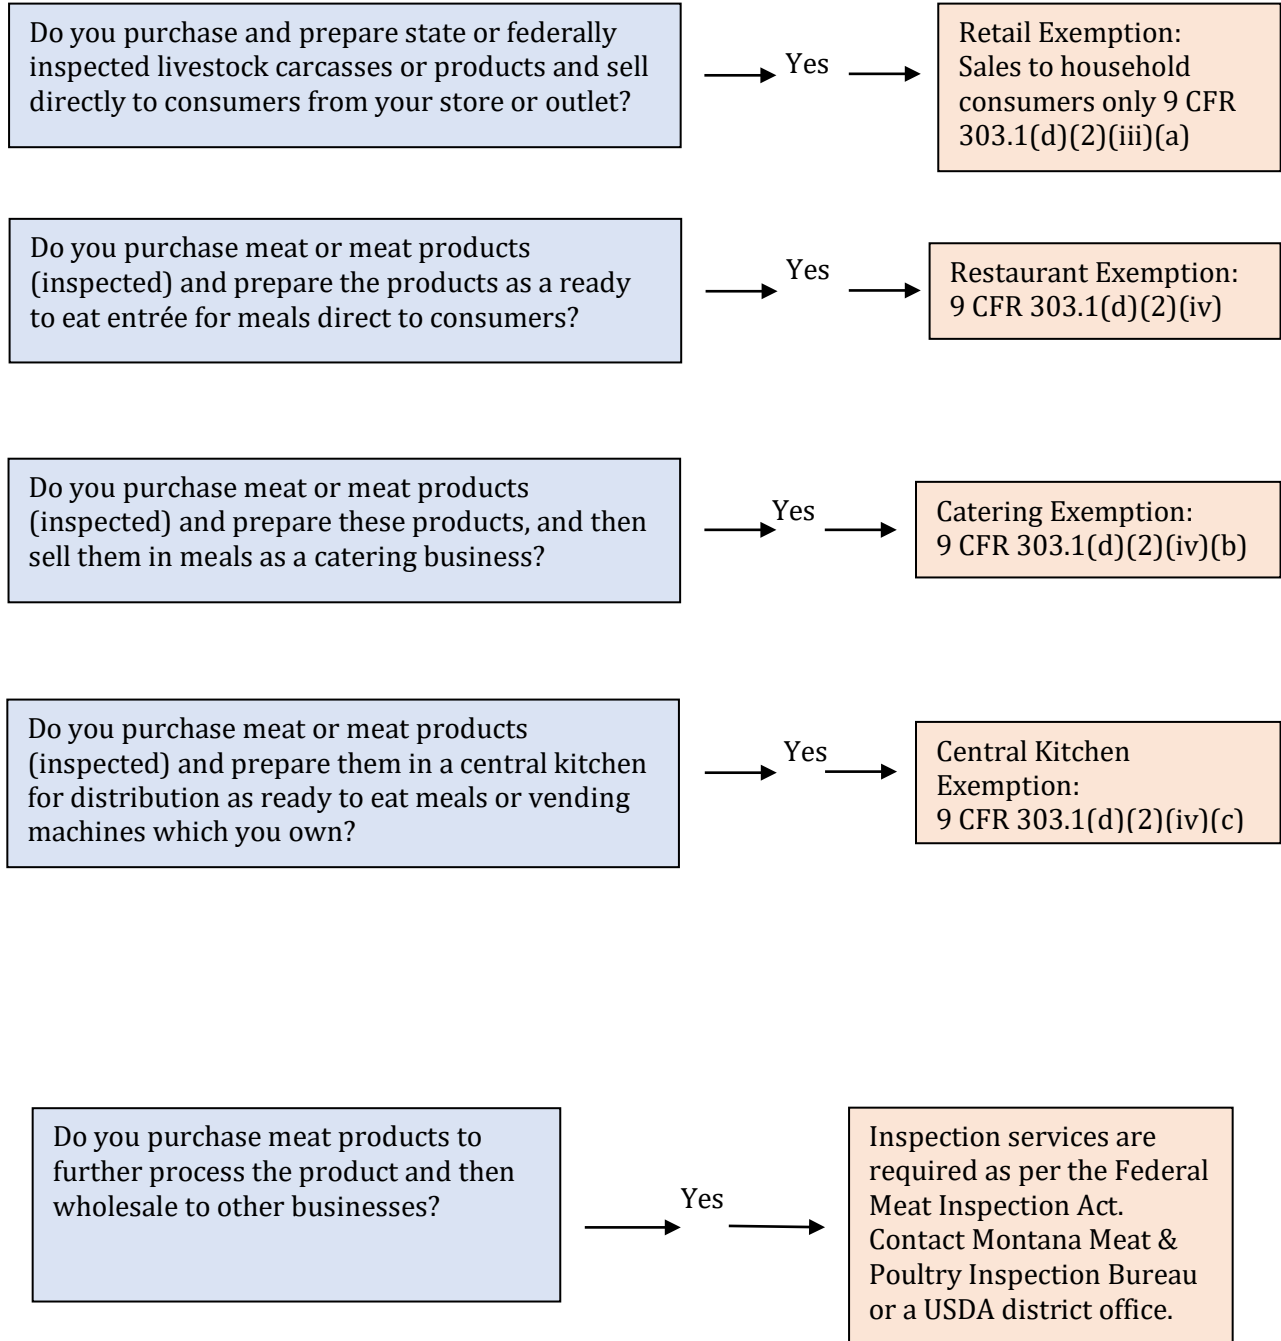 Do you purchase and prepare state or federally
inspected livestock carcasses or products and sell
directly to consumers from your store or outlet?
Yes
Retail Exemption:
Sales to household
consumers only 9 CFR
303.1(d)(2)(iii)(a)
Do you purchase meat or meat products
(inspected) and prepare the products as a ready
to eat entrée for meals direct to consumers?
Yes
Restaurant Exemption:
9 CFR 303.1(d)(2)(iv)
Do you purchase meat or meat products
(inspected) and prepare these products, and then
sell them in meals as a catering business?
Yes
Catering Exemption:
9 CFR 303.1(d)(2)(iv)(b)
Do you purchase meat or meat products
(inspected) and prepare them in a central kitchen
for distribution as ready to eat meals or vending
machines which you own?
Yes
Central Kitchen
Exemption:
9 CFR 303.1(d)(2)(iv)(c)
Do you purchase meat products to
further process the product and then
wholesale to other businesses?
Yes
Inspection services are
required as per the Federal
Meat Inspection Act.
Contact Montana Meat &
Poultry Inspection Bureau
or a USDA district office.